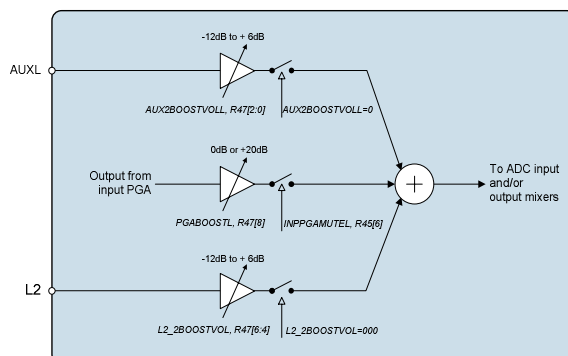 -12dB to + 6dB
AUXL
AUX2BOOSTVOLL, R47[2:0]
AUX2BOOSTVOLL=0
0dB or +20dB
Output from
input PGA
To ADC input
and/or
output mixers
PGABOOSTL, R47[8]
INPPGAMUTEL, R45[6]
-12dB to + 6dB
L2
L2_2BOOSTVOL, R47[6:4]
L2_2BOOSTVOL=000